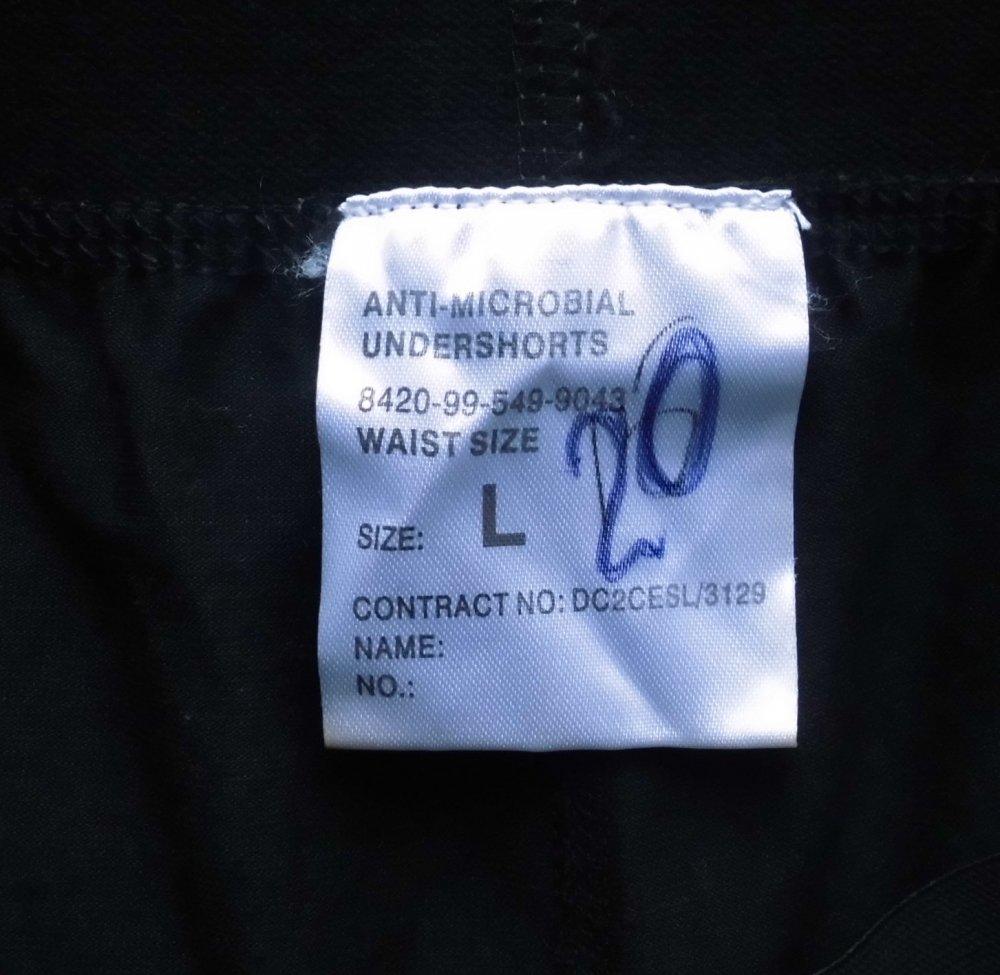 ANTI-MICROBIAL
UNDERSHORTS
8420-99-549-9043
WAIST SIZE
20
SIZE: L
CONTRACT NO: DC2CESL/3129
NAME:
NO.: